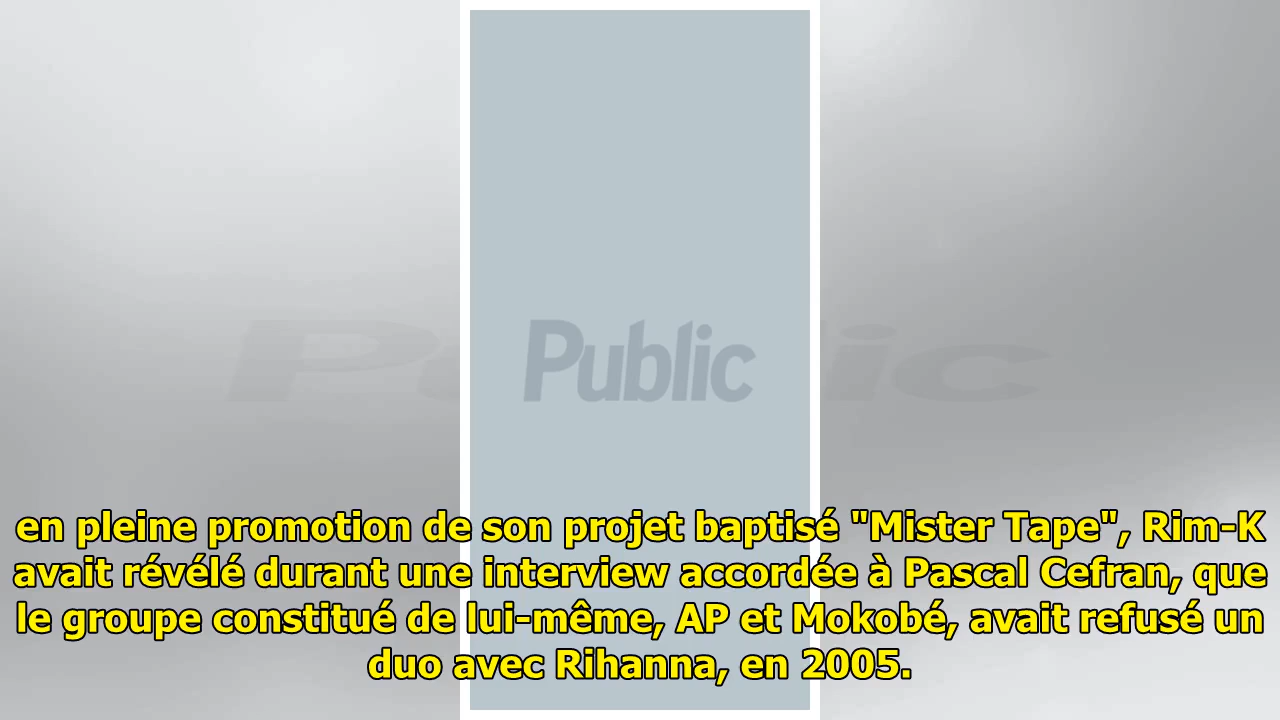 Public
en pleine promotion de son projet baptisé "Mister Tape", Rim-K
avait révélé durant une interview accordée à Pascal Cefran, que
le groupe constitué de lui-même, AP et Mokobé, avait refusé un
duo avec Rihanna, en 2005.